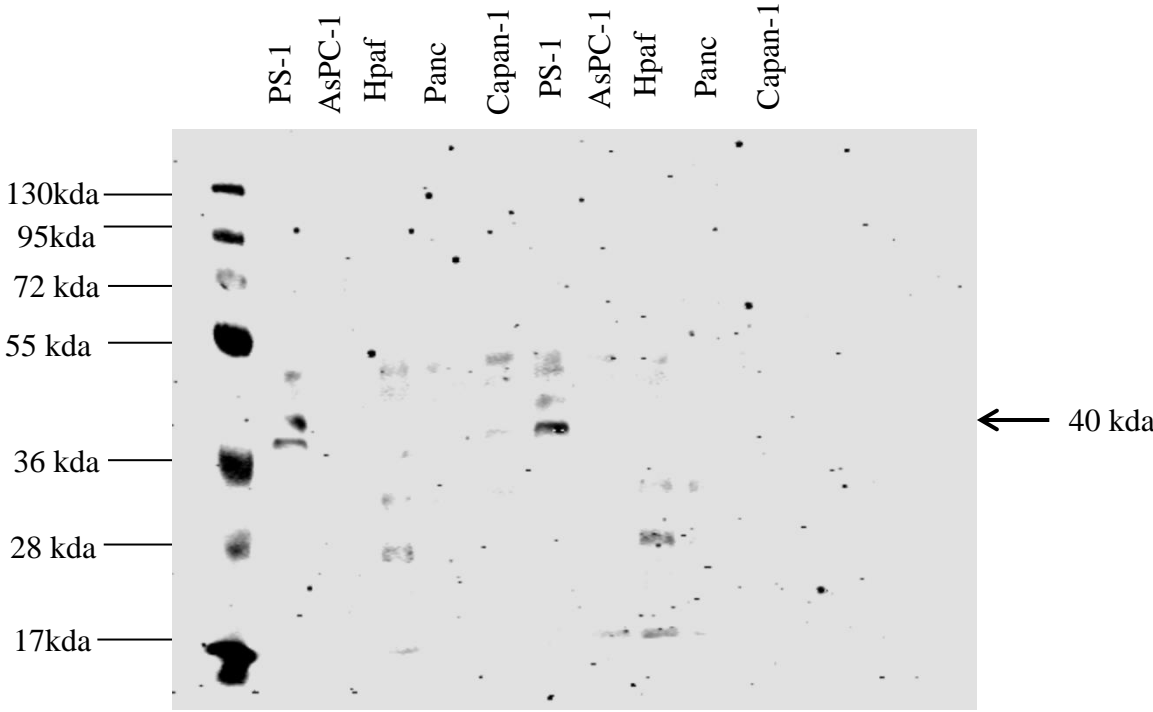 PS-1
AsPC-1
Hpaf
Panc
Capan-1
PS-1
AsPC-1
Hpaf
Panc
Capan-1
130kda
95kda
72 kda
55 kda
40 kda
36 kda
28 kda
17kda